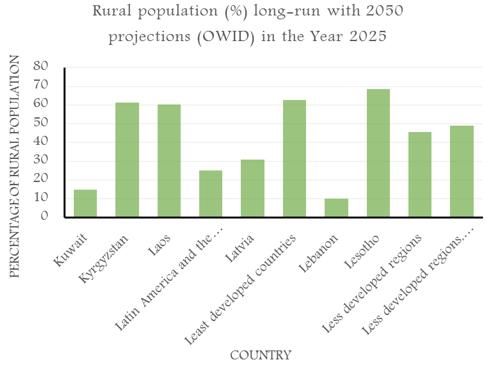 Rural population (%) long-run with 2050
projections (OWID) in the Year 2025
PERCENTAGE OF RURAL POPULATION
80
70
60
50
40
30
20
10
0
Kuwait
Kyrgyzstan
Laos
Latin America and the...
Latvia
Least developed countries
Lebanon
Lesotho
Less developed regions
Less developed regions,...
COUNTRY